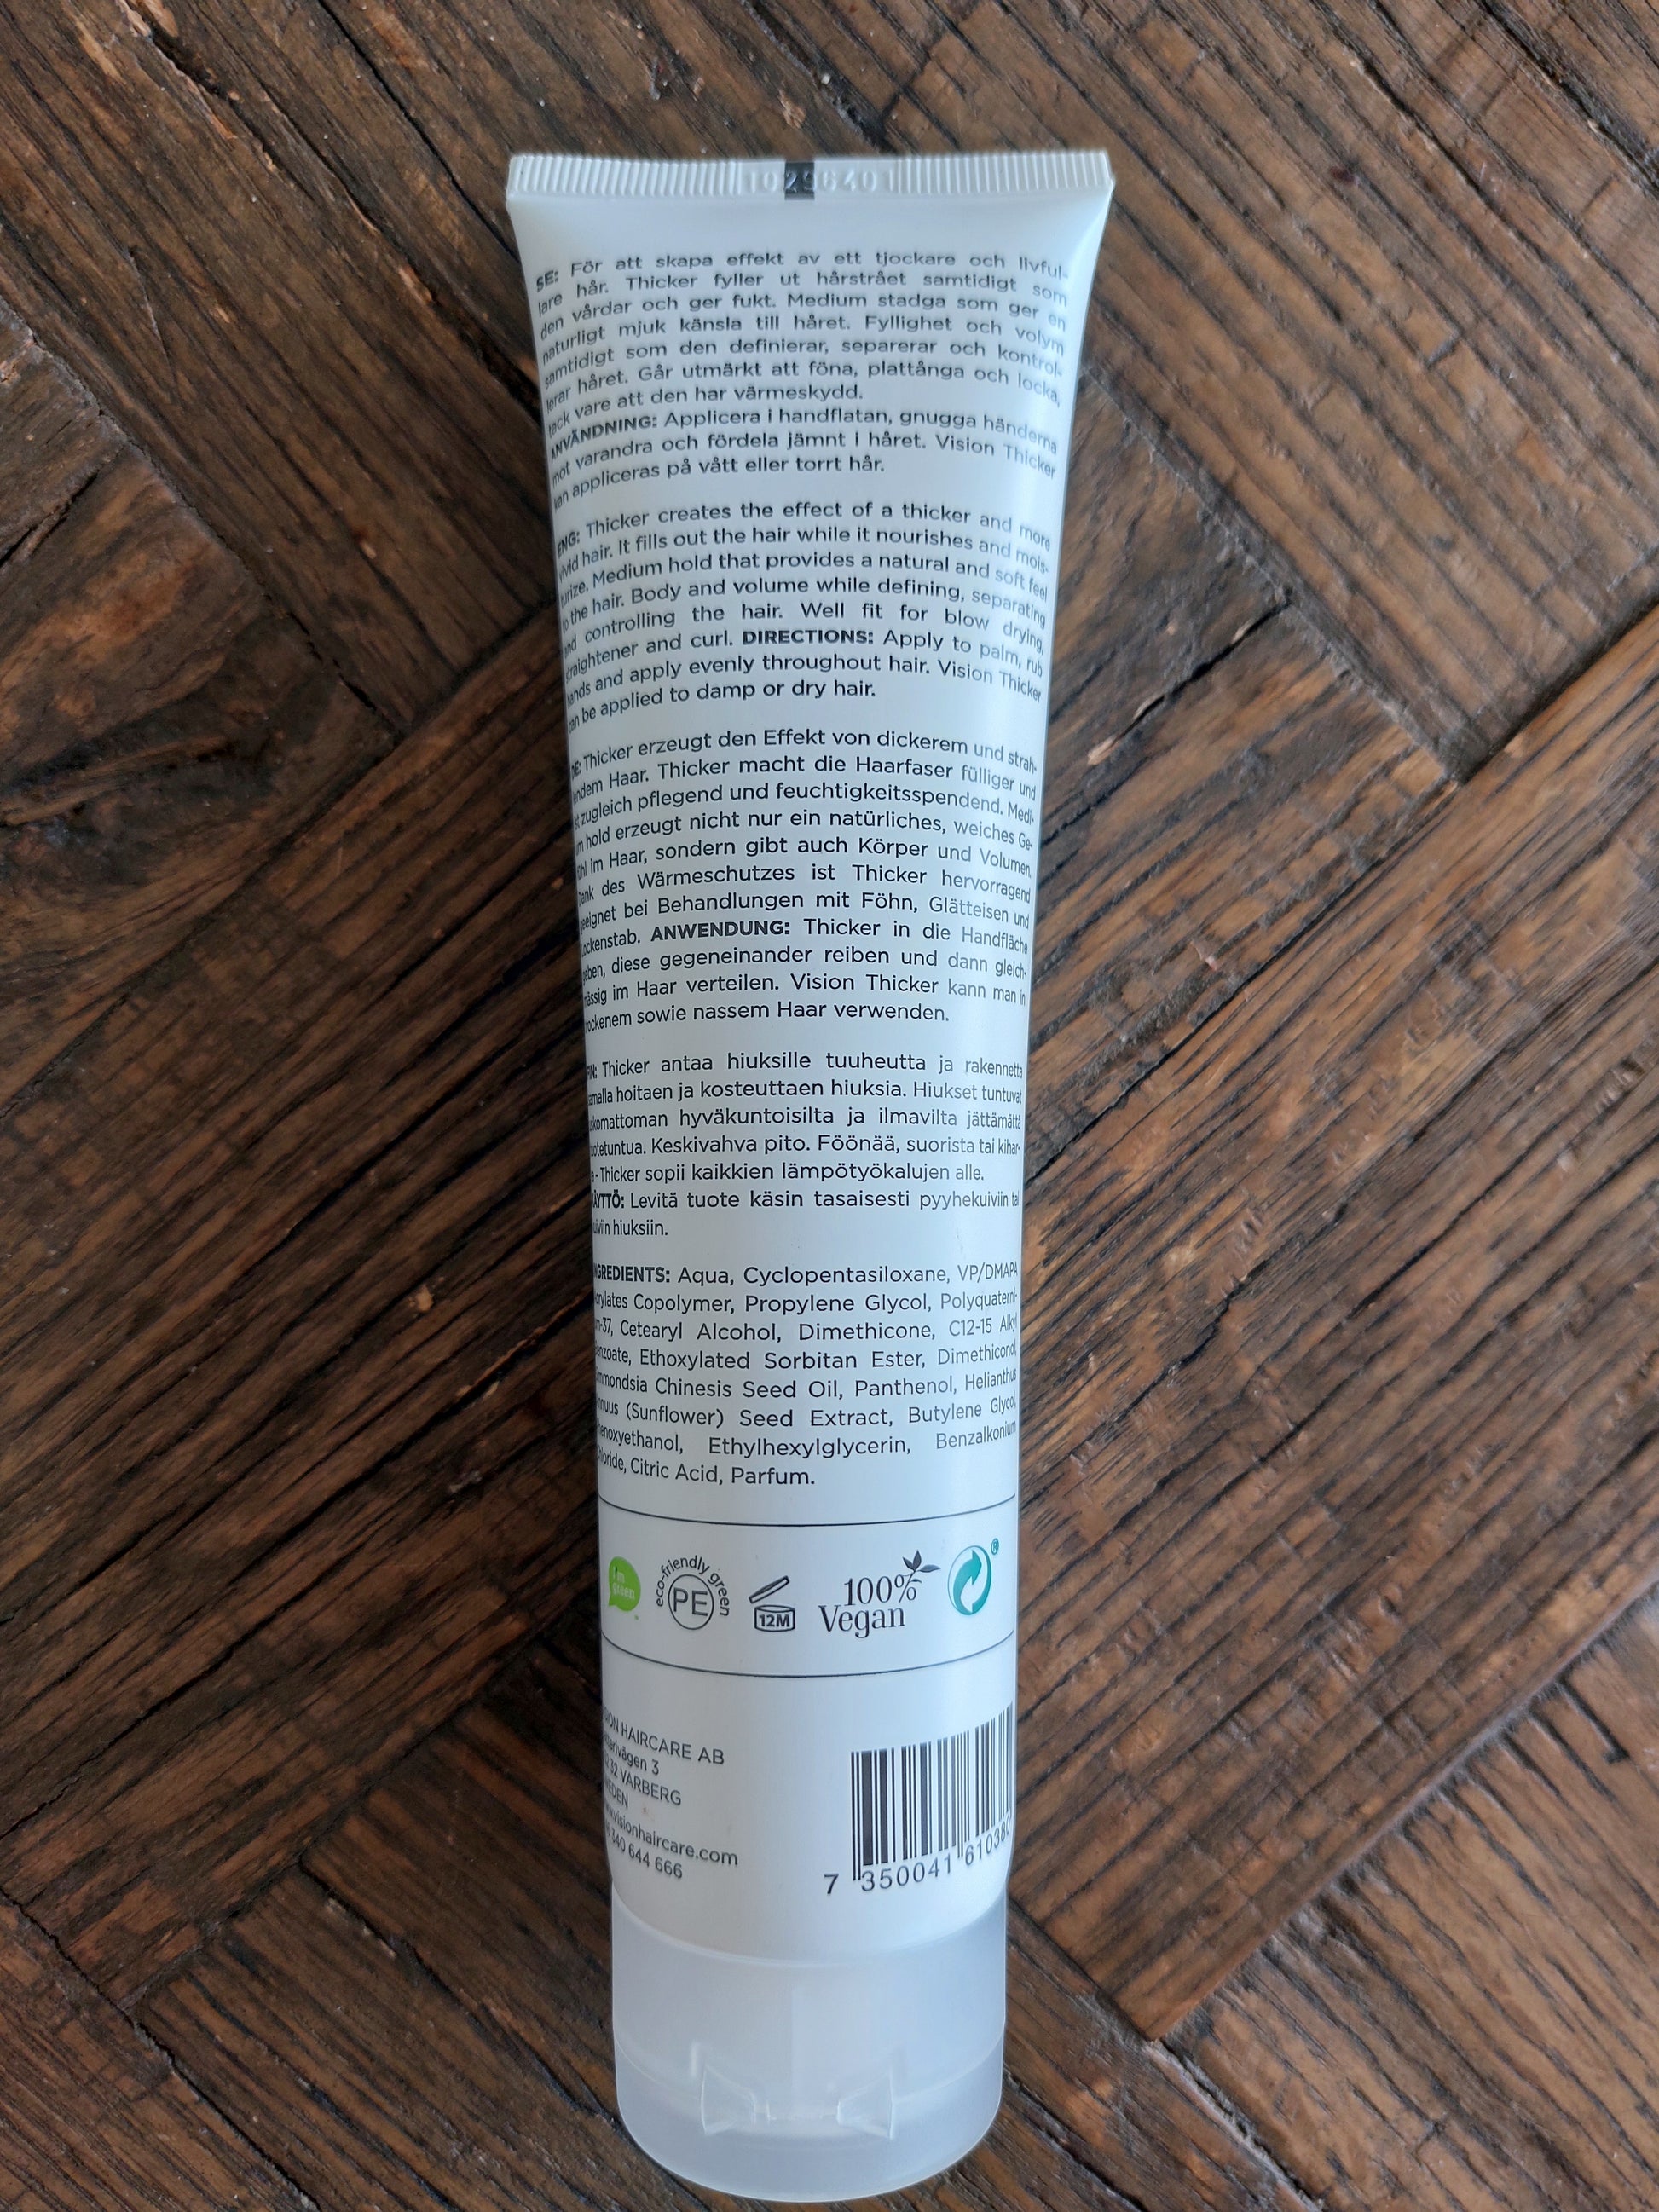 SE: För att skapa effekt av ett tjockare och livful-
lare hår. Thicker fyller ut hårstrået samtidigt som
den vårdar och ger fukt. Medium stadga som ger en
naturligt mjuk känsla till håret. Fyllighet och volym
samtidigt som den definierar, separerar och kontrol-
lerar håret. Går utmärkt att föna, plattånga och locka,
tack vare att den har värmeskydd.
ANVÄNDNING: Applicera i handflatan, gnugga händerna
mot varandra och fördela jämnt i håret. Vision Thicker
kan appliceras på vått eller torrt hår.
ENG: Thicker creates the effect of a thicker and more
vivid hair. It fills out the hair while it nourishes and mois-
turize. Medium hold that provides a natural and soft feel
to the hair. Body and volume while defining, separating
and controlling the hair. Well fit for blow drying,
straightener and curl. DIRECTIONS: Apply to palm, rub
hands and apply evenly throughout hair. Vision Thicker
can be applied to damp or dry hair.
DE: Thicker erzeugt den Effekt von dickerem und strah-
lendem Haar. Thicker macht die Haarfaser fülliger und
ist zugleich pflegend und feuchtigkeitsspendend. Medi-
um hold erzeugt nicht nur ein natürliches, weiches Ge-
fühl im Haar, sondern gibt auch Körper und Volumen.
Dank des Wärmeschutzes ist Thicker hervorragend
geeignet bei Behandlungen mit Föhn, Glätteisen und
Lockenstab. ANWENDUNG: Thicker in die Handfläche
geben, diese gegeneinander reiben und dann gleich-
mässig im Haar verteilen. Vision Thicker kann man in
trockenem sowie nassem Haar verwenden.
FIN: Thicker antaa hiuksille tuuheutta ja rakennetta
samalla hoitaen ja kosteuttaen hiuksia. Hiukset tuntuvat
uskomattoman hyväkuntoisilta ja ilmavilta jättämättä
tuotetuntua. Keskivahva pito. Föönää, suorista tai kihar-
a - Thicker sopii kaikkien lämpötyökalujen alle.
KÄYTTÖ: Levitä tuote käsin tasaisesti pyyhekuiviin tai
kuiviin hiuksiin.
INGREDIENTS: Aqua, Cyclopentasiloxane, VP/DMAPA
Acrylates Copolymer, Propylene Glycol, Polyquaterni-
um-37, Cetearyl Alcohol, Dimethicone, C12-15 Alkyl
Benzoate, Ethoxylated Sorbitan Ester, Dimethiconol,
Simmondsia Chinesis Seed Oil, Panthenol, Helianthus
Annuus (Sunflower) Seed Extract, Butylene Glycol,
Phenoxyethanol, Ethylhexylglycerin, Benzalkonium
Chloride, Citric Acid, Parfum.
I'm green
eco-friendly green
PE
12M
100%
Vegan
®
VISION HAIRCARE AB
3
32 VARBERG
SWEDEN
www.visionhaircare.com
340 644 666
7 350041 610380